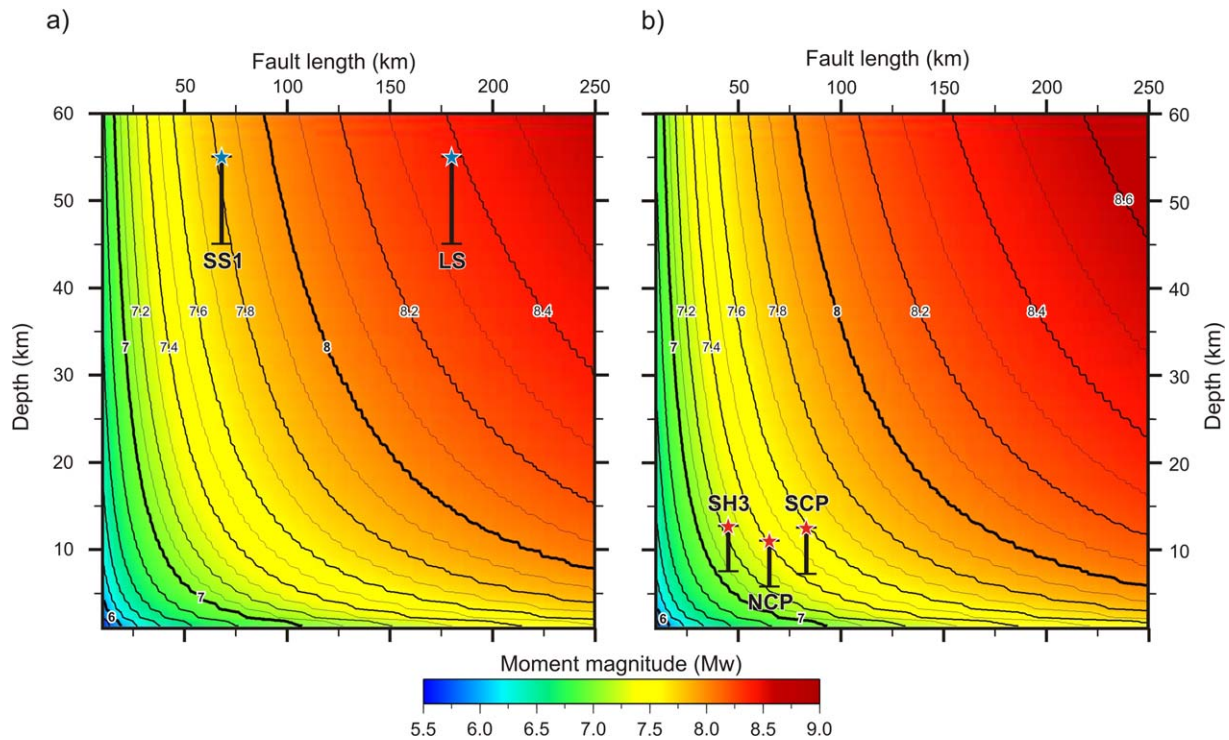 a)
b)
Fault length (km)
Fault length (km)
50 100 150 200 250
50 100 150 200 250
60
50
40
30
20
10
Depth (km)
SS1
LS
7.2
7.6
7.8
8.2
8.4
7
7.4
8
7
6
60
50
40
30
20
10
Depth (km)
8.6
7.2
7.6
7.8
8
8.2
8.4
7
7.4
SH3
SCP
NCP
7
6
Moment magnitude (Mw)
5.5 6.0 6.5 7.0 7.5 8.0 8.5 9.0